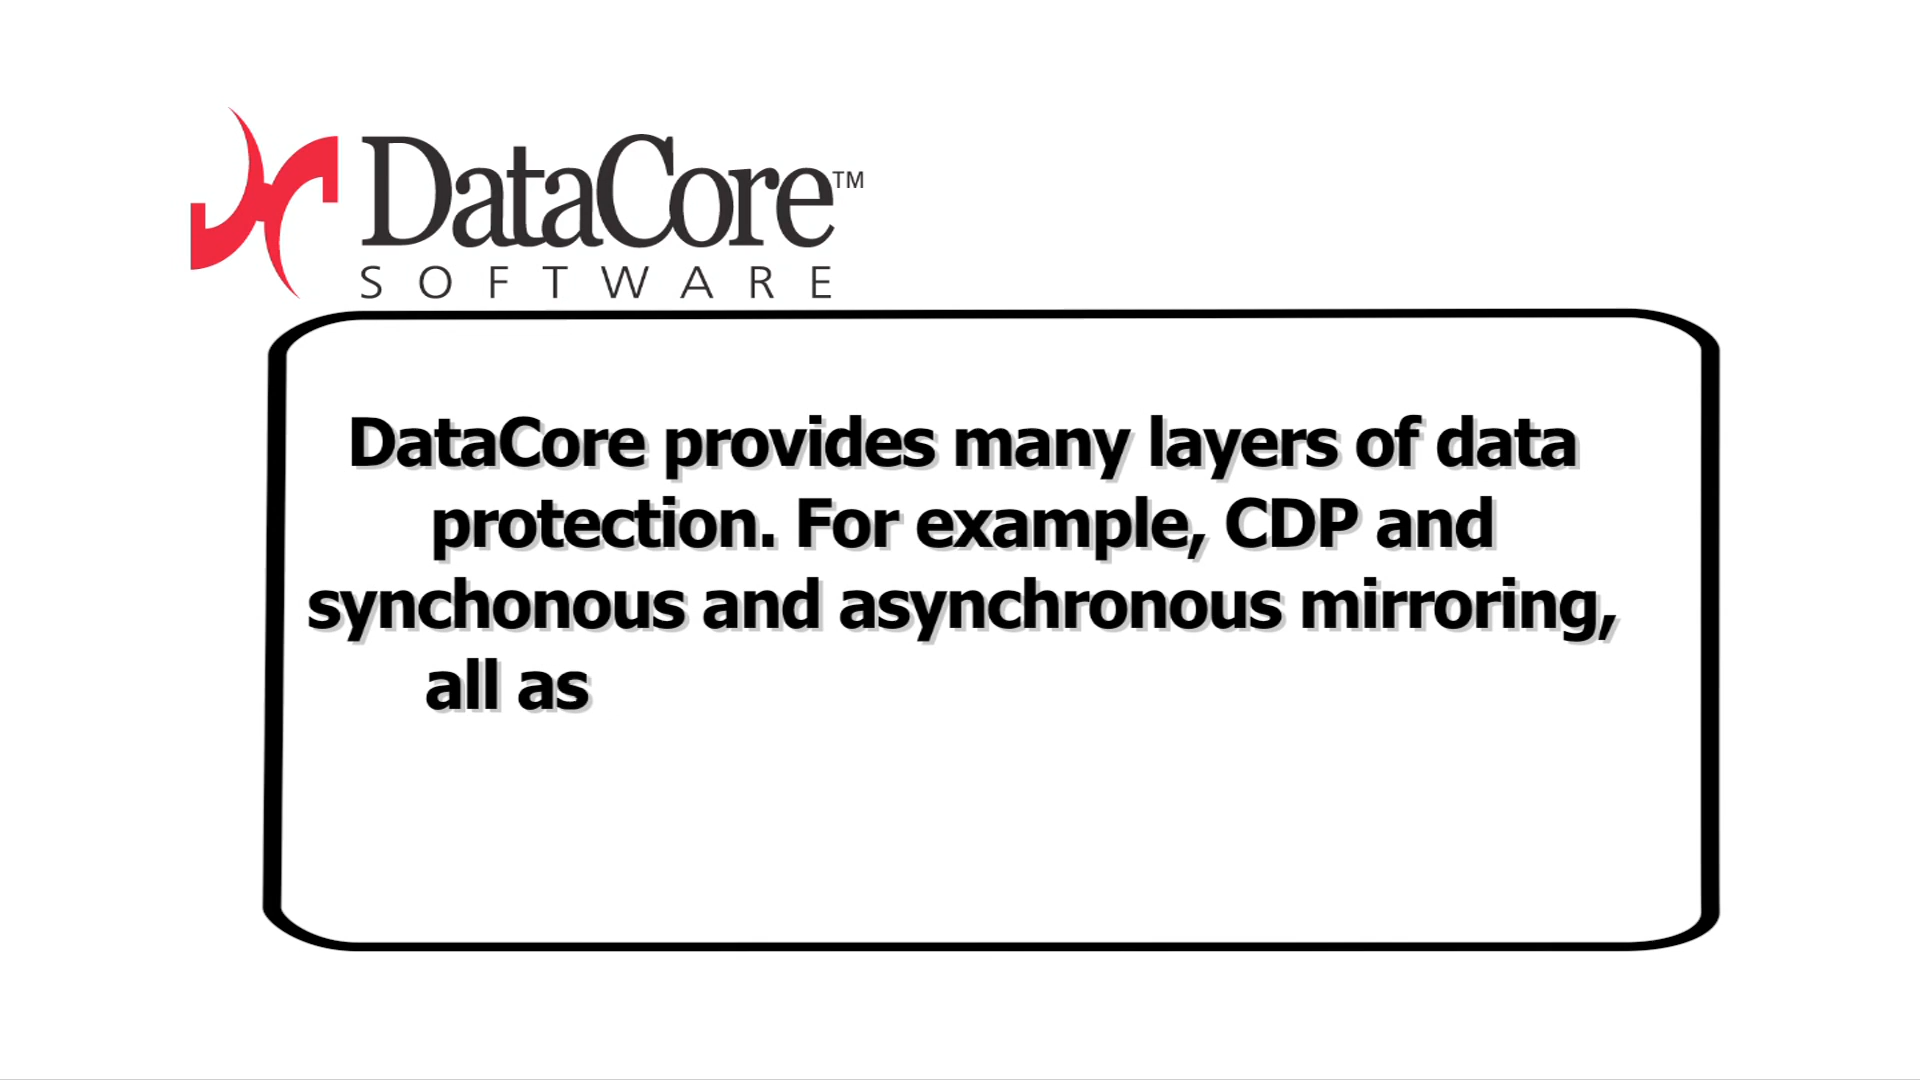 DataCore™
SOFTWARE
DataCore provides many layers of data
protection. For example, CDP and
synchonous and asynchronous mirroring,
all as